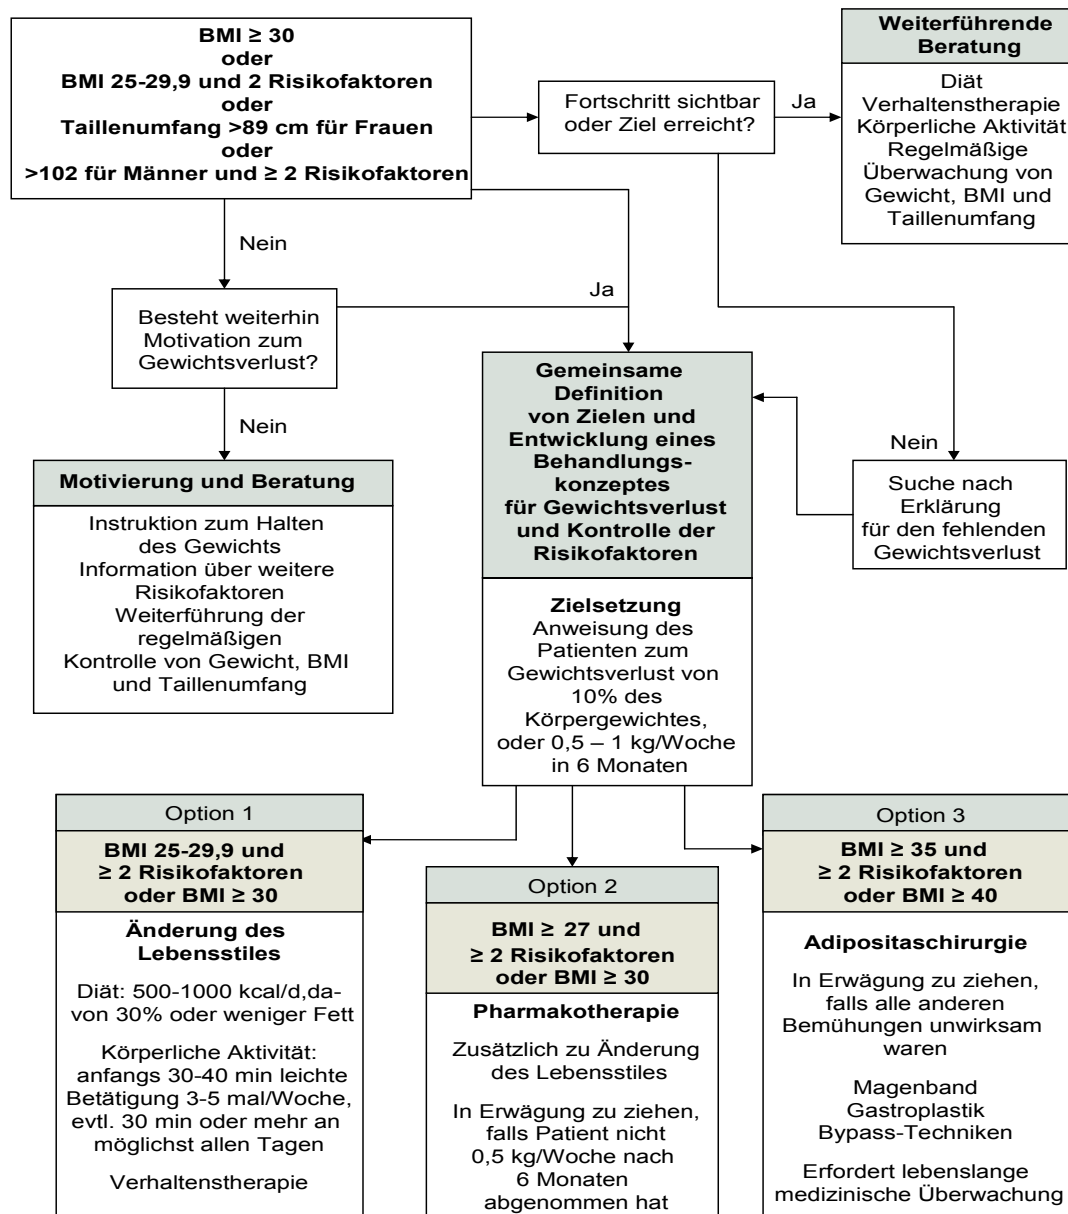 BMI ≥ 30
oder
BMI 25-29,9 und 2 Risikofaktoren
oder
Taillenumfang >89 cm für Frauen
oder
>102 für Männer und ≥ 2 Risikofaktoren
Fortschritt sichtbar
oder Ziel erreicht?
Ja
Weiterführende
Beratung
Diät
Verhaltenstherapie
Körperliche Aktivität
Regelmäßige
Überwachung von
Gewicht, BMI und
Taillenumfang
Nein
Ja
Besteht weiterhin
Motivation zum
Gewichtsverlust?
Nein
Motivierung und Beratung
Instruktion zum Halten
des Gewichts
Information über weitere
Risikofaktoren
Weiterführung der
regelmäßigen
Kontrolle von Gewicht, BMI
und Taillenumfang
Gemeinsame
Definition
von Zielen und
Entwicklung eines
Behandlungs-
konzeptes
für Gewichtsverlust
und Kontrolle der
Risikofaktoren
Zielsetzung
Anweisung des
Patienten zum
Gewichtsverlust von
10% des
Körpergewichtes,
oder 0,5 – 1 kg/Woche
in 6 Monaten
Nein
Suche nach
Erklärung
für den fehlenden
Gewichtsverlust
Option 1
BMI 25-29,9 und
≥ 2 Risikofaktoren
oder BMI ≥ 30
Änderung des
Lebensstiles
Diät: 500-1000 kcal/d,da-
von 30% oder weniger Fett
Körperliche Aktivität:
anfangs 30-40 min leichte
Betätigung 3-5 mal/Woche,
evtl. 30 min oder mehr an
möglichst allen Tagen
Verhaltenstherapie
Option 2
BMI ≥ 27 und
≥ 2 Risikofaktoren
oder BMI ≥ 30
Pharmakotherapie
Zusätzlich zu Änderung
des Lebensstiles
In Erwägung zu ziehen,
falls Patient nicht
0,5 kg/Woche nach
6 Monaten
abgenommen hat
Option 3
BMI ≥ 35 und
≥ 2 Risikofaktoren
oder BMI ≥ 40
Adipositaschirurgie
In Erwägung zu ziehen,
falls alle anderen
Bemühungen unwirksam
waren
Magenband
Gastroplastik
Bypass-Techniken
Erfordert lebenslange
medizinische Überwachung